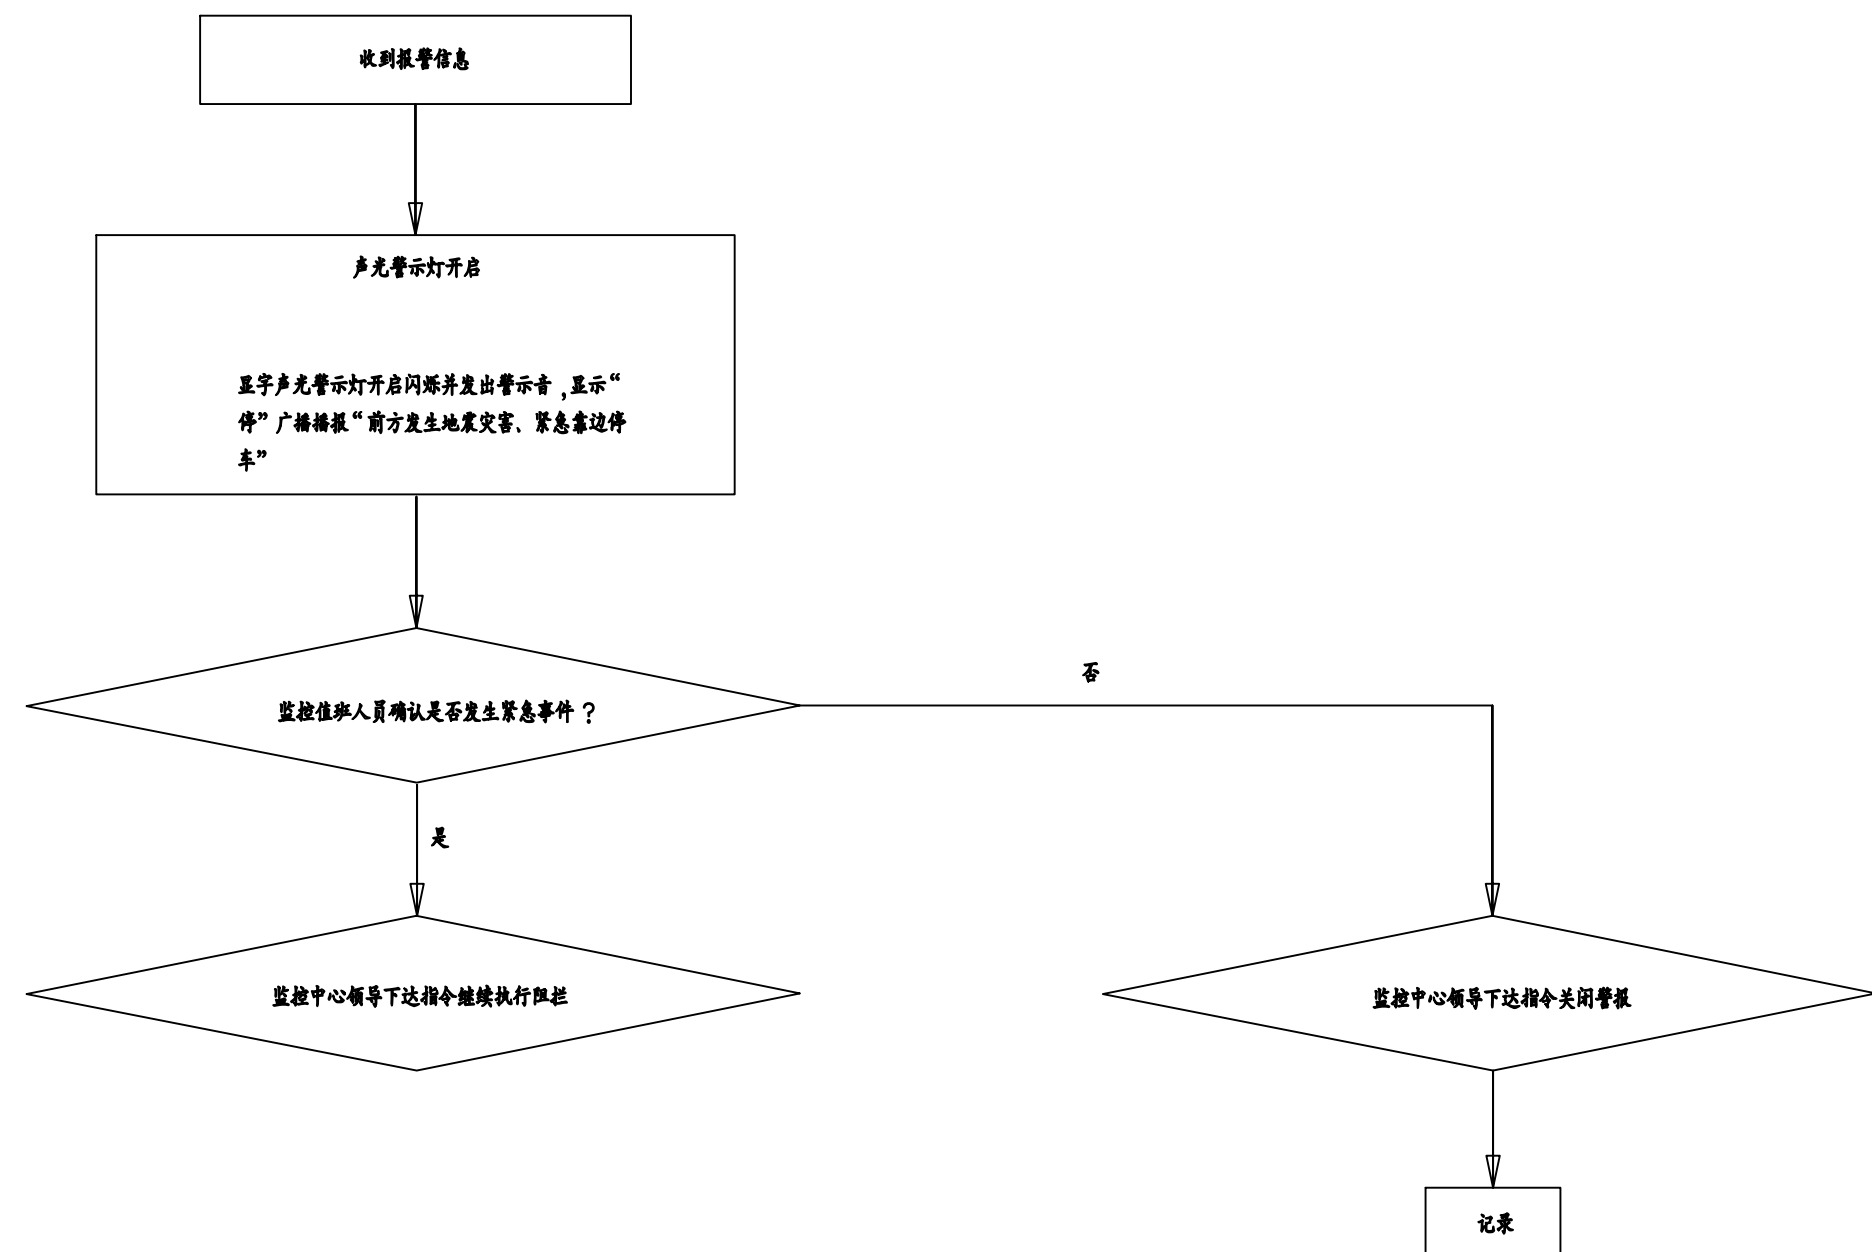 收到报警信息
声光警示灯开启
显字声光警示灯开启闪烁并发出警示音,显示“
停”广播播报“前方发生地震灾害、紧急靠边停
车”
否
监控值班人员确认是否发生紧急事件?
是
监控中心领导下达指令继续执行阻拦
监控中心领导下达指令关闭警报
记录